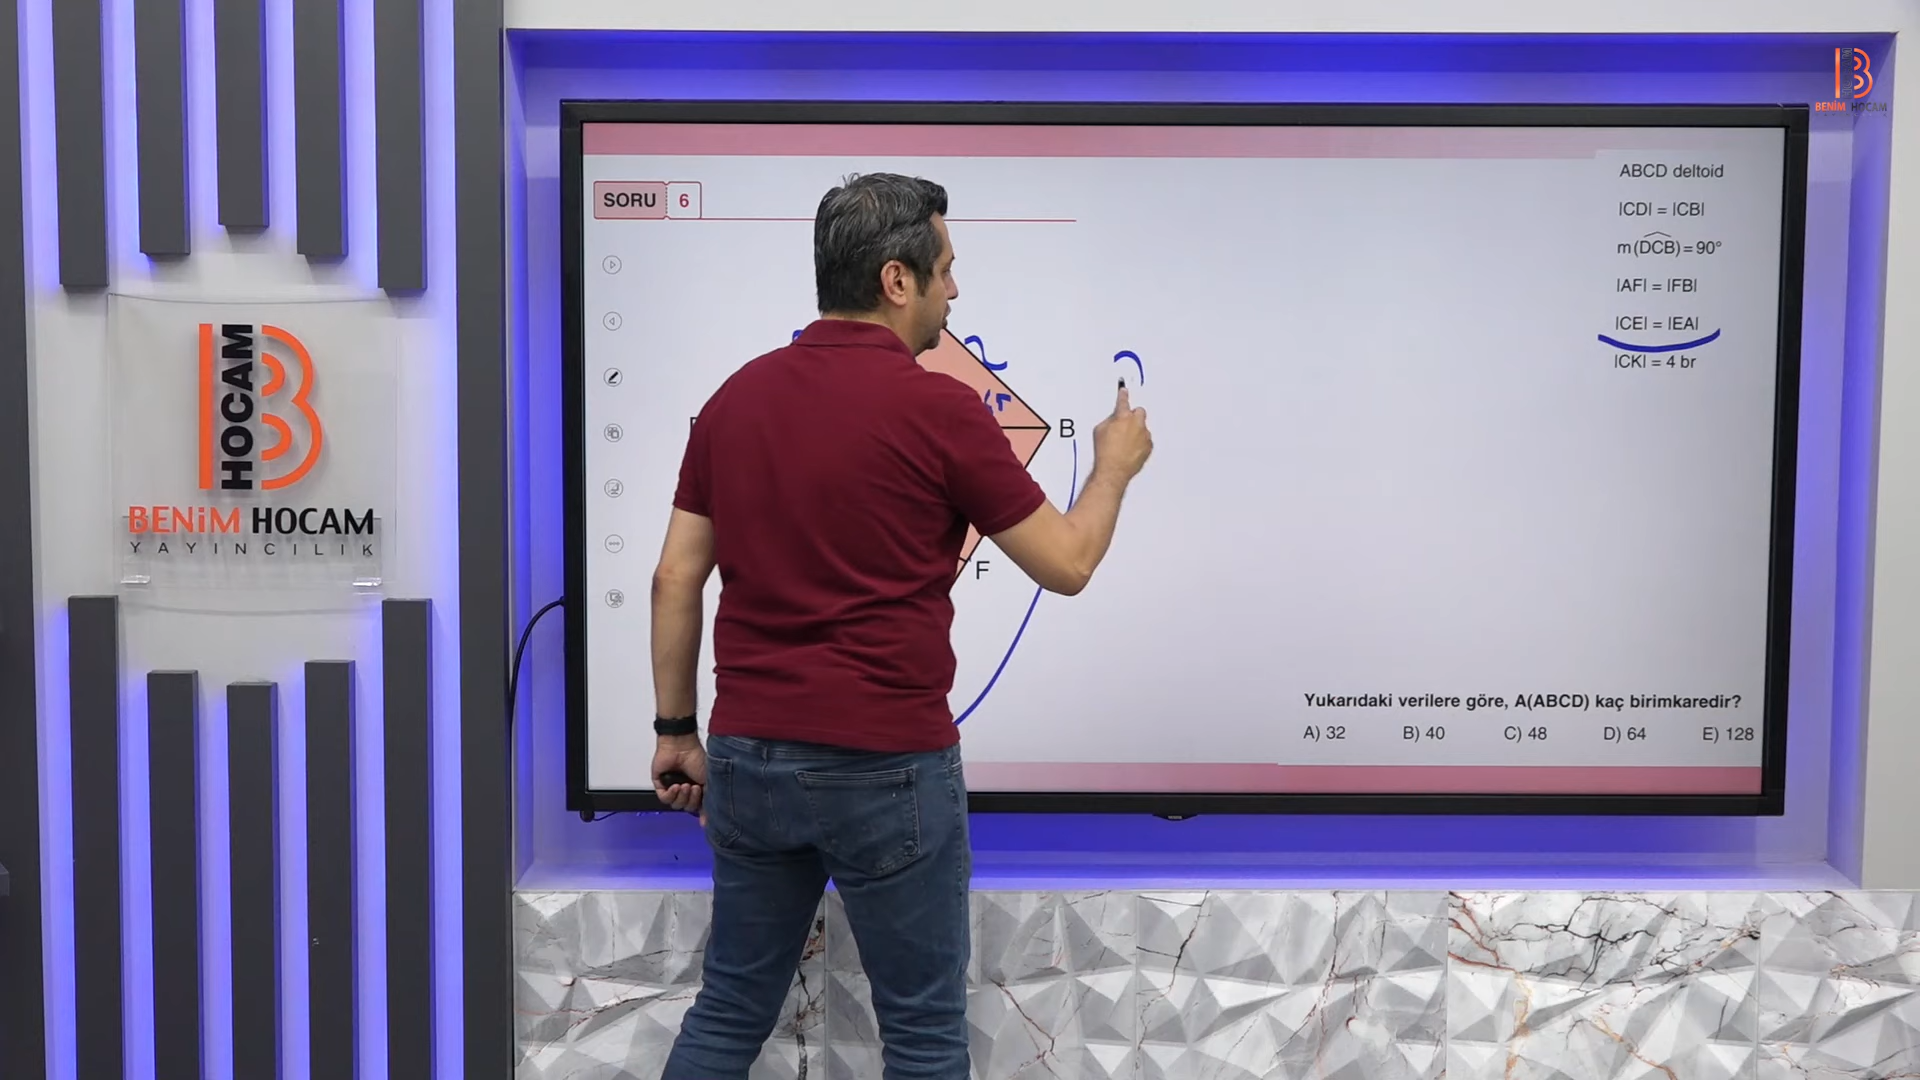 SORU 6
ABCD deltoid
|CD| = |CB|
m(DCB) = 90°
|AF| = |FB|
|CE| = |EA|
|CK| = 4 br
B
F
Yukarıdaki verilere göre, A(ABCD) kaç birimkaredir?
A) 32 B) 40 C) 48 D) 64 E) 128
HOCAM
BENİM HOCAM
YAYINCILIK
BENİM HOCAM
YAYINCILIK